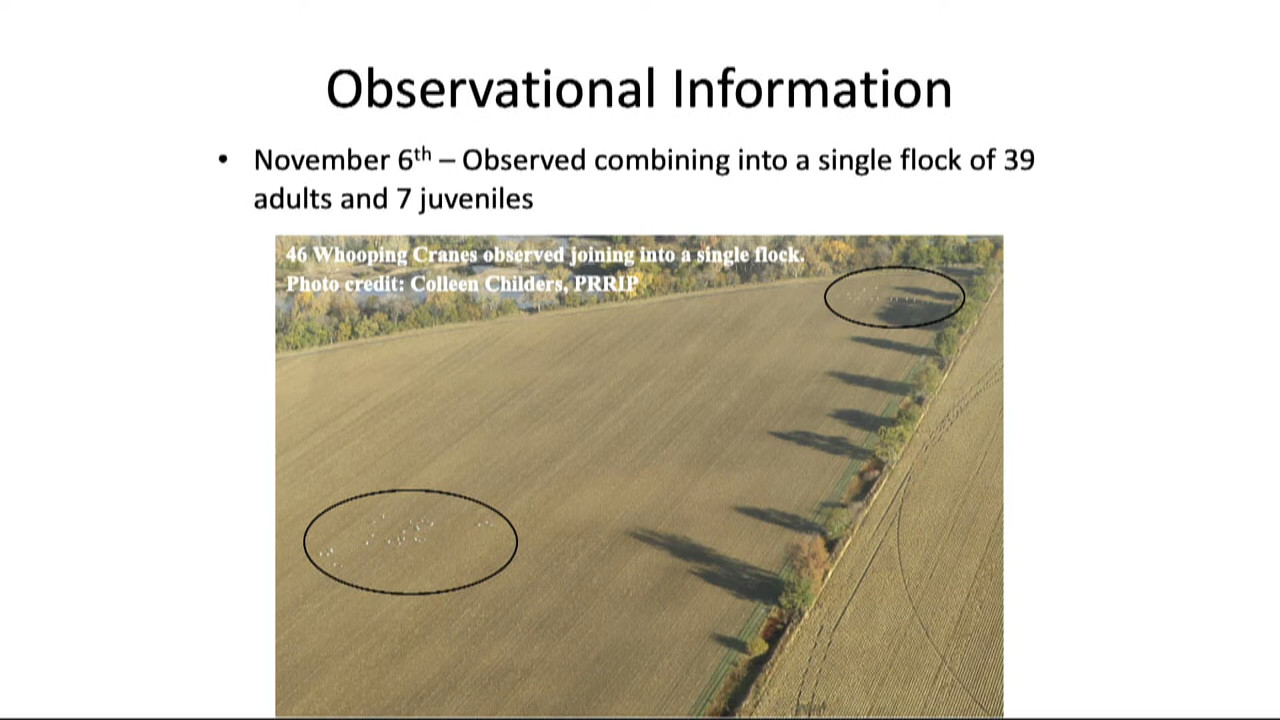 Observational Information
• November 6th – Observed combining into a single flock of 39
adults and 7 juveniles
46 Whooping Cranes observed joining into a single flock.
Photo credit: Colleen Childers, PRRIP